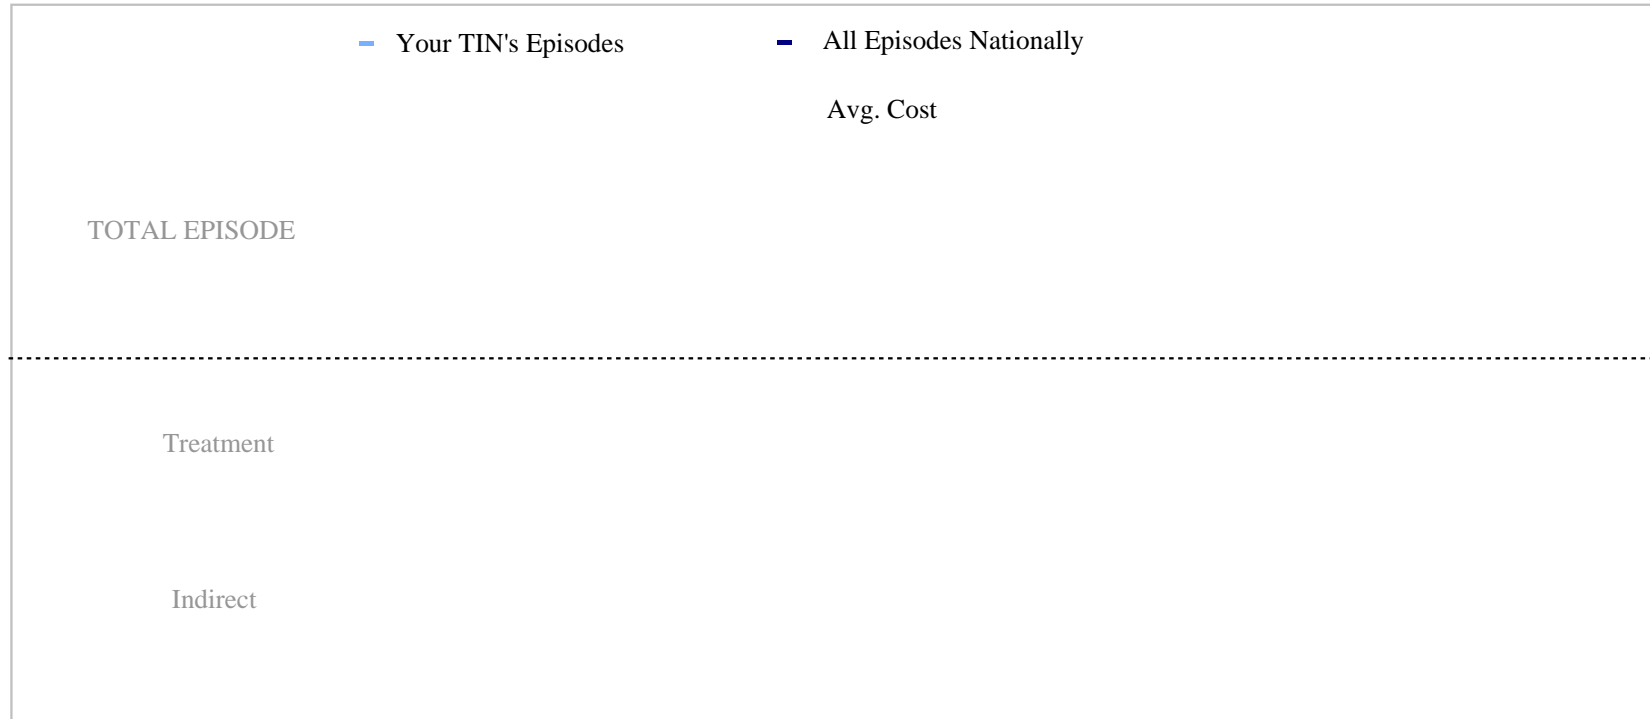 Your TIN's Episodes
All Episodes Nationally
Avg. Cost
TOTAL EPISODE
Treatment
Indirect